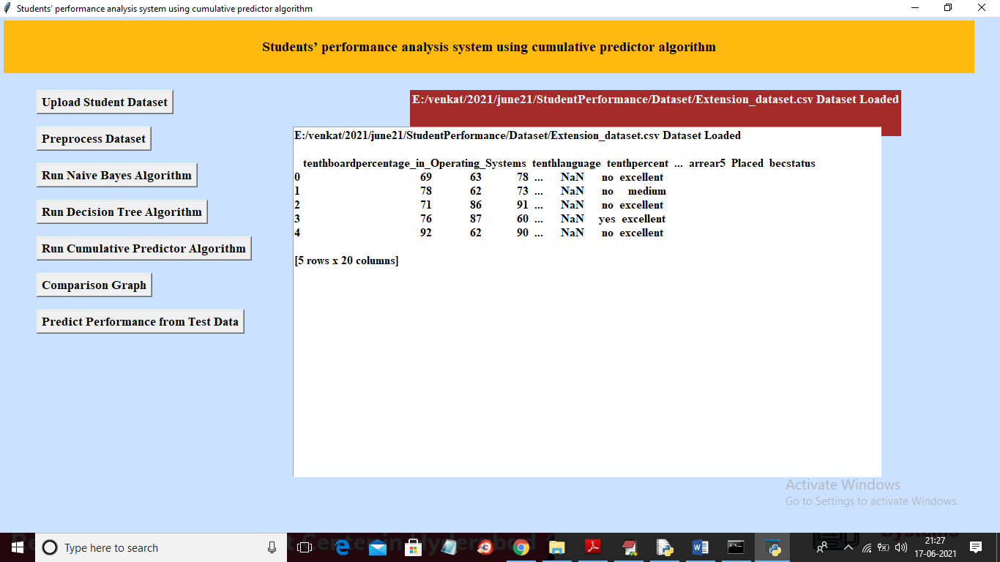 Students' performance analysis system using cumulative predictor algorithm
Students' performance analysis system using cumulative predictor algorithm
Upload Student Dataset
Preprocess Dataset
Run Naive Bayes Algorithm
Run Decision Tree Algorithm
Run Cumulative Predictor Algorithm
Comparison Graph
Predict Performance from Test Data
E:/venkat/2021/june21/StudentPerformance/Dataset/Extension_dataset.csv Dataset Loaded
E:/venkat/2021/june21/StudentPerformance/Dataset/Extension_dataset.csv Dataset Loaded
tenthboardpercentage_in_Operating_Systems tenthlanguage tenthpercent ... arrear5 Placed becstatus
0 69 63 78 ... NaN no excellent
1 78 62 73 ... NaN no medium
2 71 86 91 ... NaN no excellent
3 76 87 60 ... NaN yes excellent
4 92 62 90 ... NaN no excellent
[5 rows x 20 columns]
Activate Windows
Go to Settings to activate Windows.
Type here to search
21:27
17-06-2021